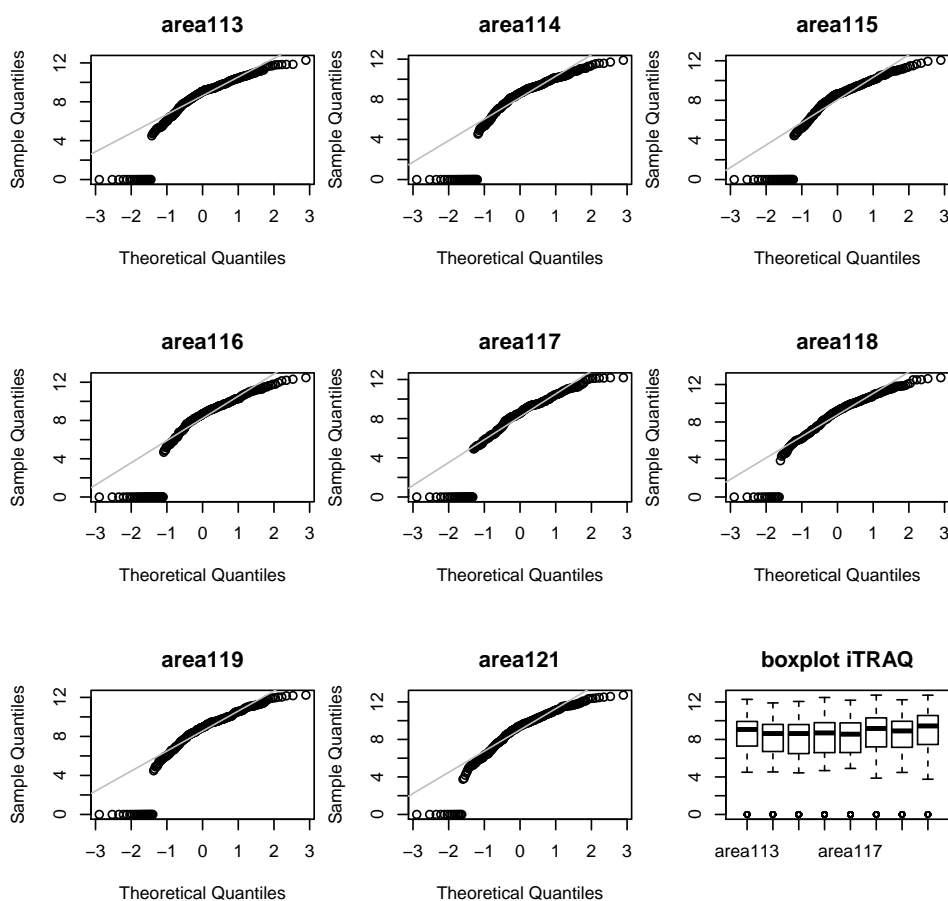 area113
area114
area115
Sample Quantiles
0
4
8
12
Sample Quantiles
0
4
8
12
Sample Quantiles
0
4
8
12
−3 −2 −1 0 1 2 3
−3 −2 −1 0 1 2 3
−3 −2 −1 0 1 2 3
Theoretical Quantiles
Theoretical Quantiles
Theoretical Quantiles
area116
area117
area118
Sample Quantiles
0
4
8
12
Sample Quantiles
0
4
8
12
Sample Quantiles
0
4
8
12
−3 −2 −1 0 1 2 3
−3 −2 −1 0 1 2 3
−3 −2 −1 0 1 2 3
Theoretical Quantiles
Theoretical Quantiles
Theoretical Quantiles
area119
area121
boxplot iTRAQ
Sample Quantiles
0
4
8
12
Sample Quantiles
0
4
8
12
0
4
8
12
−3 −2 −1 0 1 2 3
−3 −2 −1 0 1 2 3
area113 area117
Theoretical Quantiles
Theoretical Quantiles